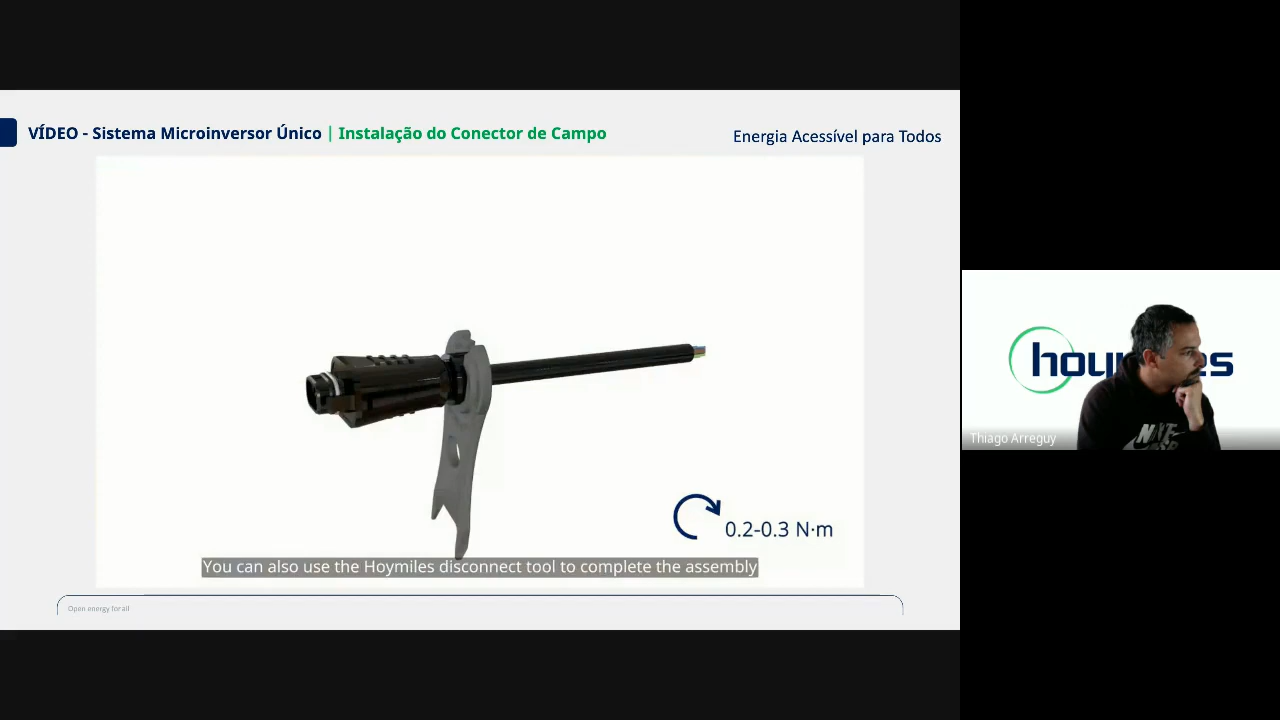 VÍDEO - Sistema Microinversor Único | Instalação do Conector de Campo
Energia Acessível para Todos
0.2-0.3 N·m
You can also use the Hoymiles disconnect tool to complete the assembly
Open energy for all
Thiago Arreguy
NIKE